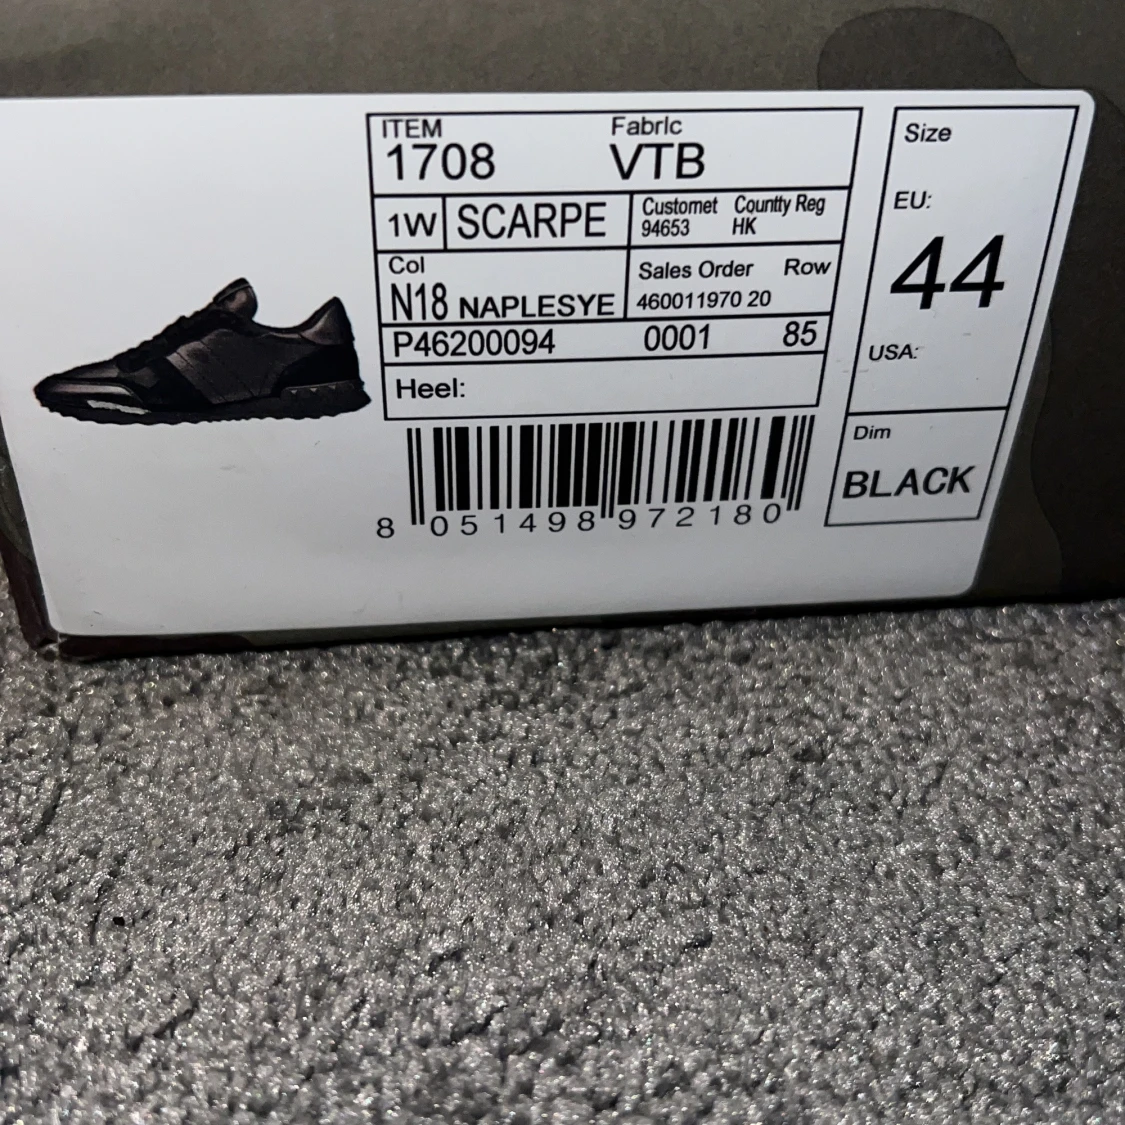 ITEM Fabric
1708 VTB
1W SCARPE
Customet Countty Reg
94653 HK
Col
N18 NAPLESYE
Sales Order Row
460011970 20
P46200094 0001 85
Heel:
8 051498 972180
Size
EU:
44
USA:
Dim
BLACK